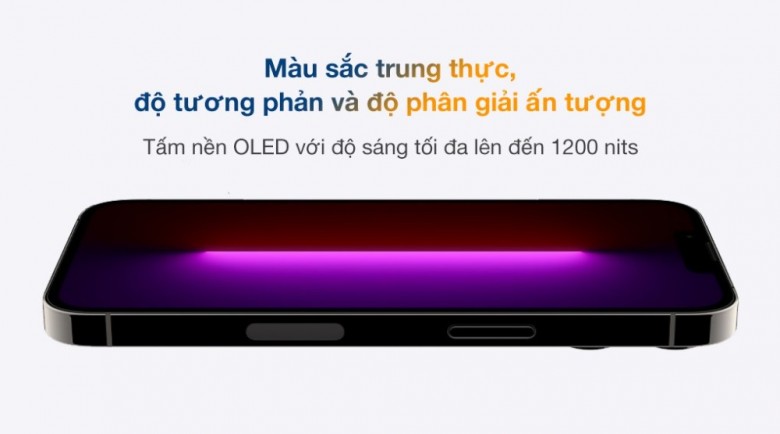 Màu sắc trung thực,
độ tương phản và độ phân giải ấn tượng
Tấm nền OLED với độ sáng tối đa lên đến 1200 nits